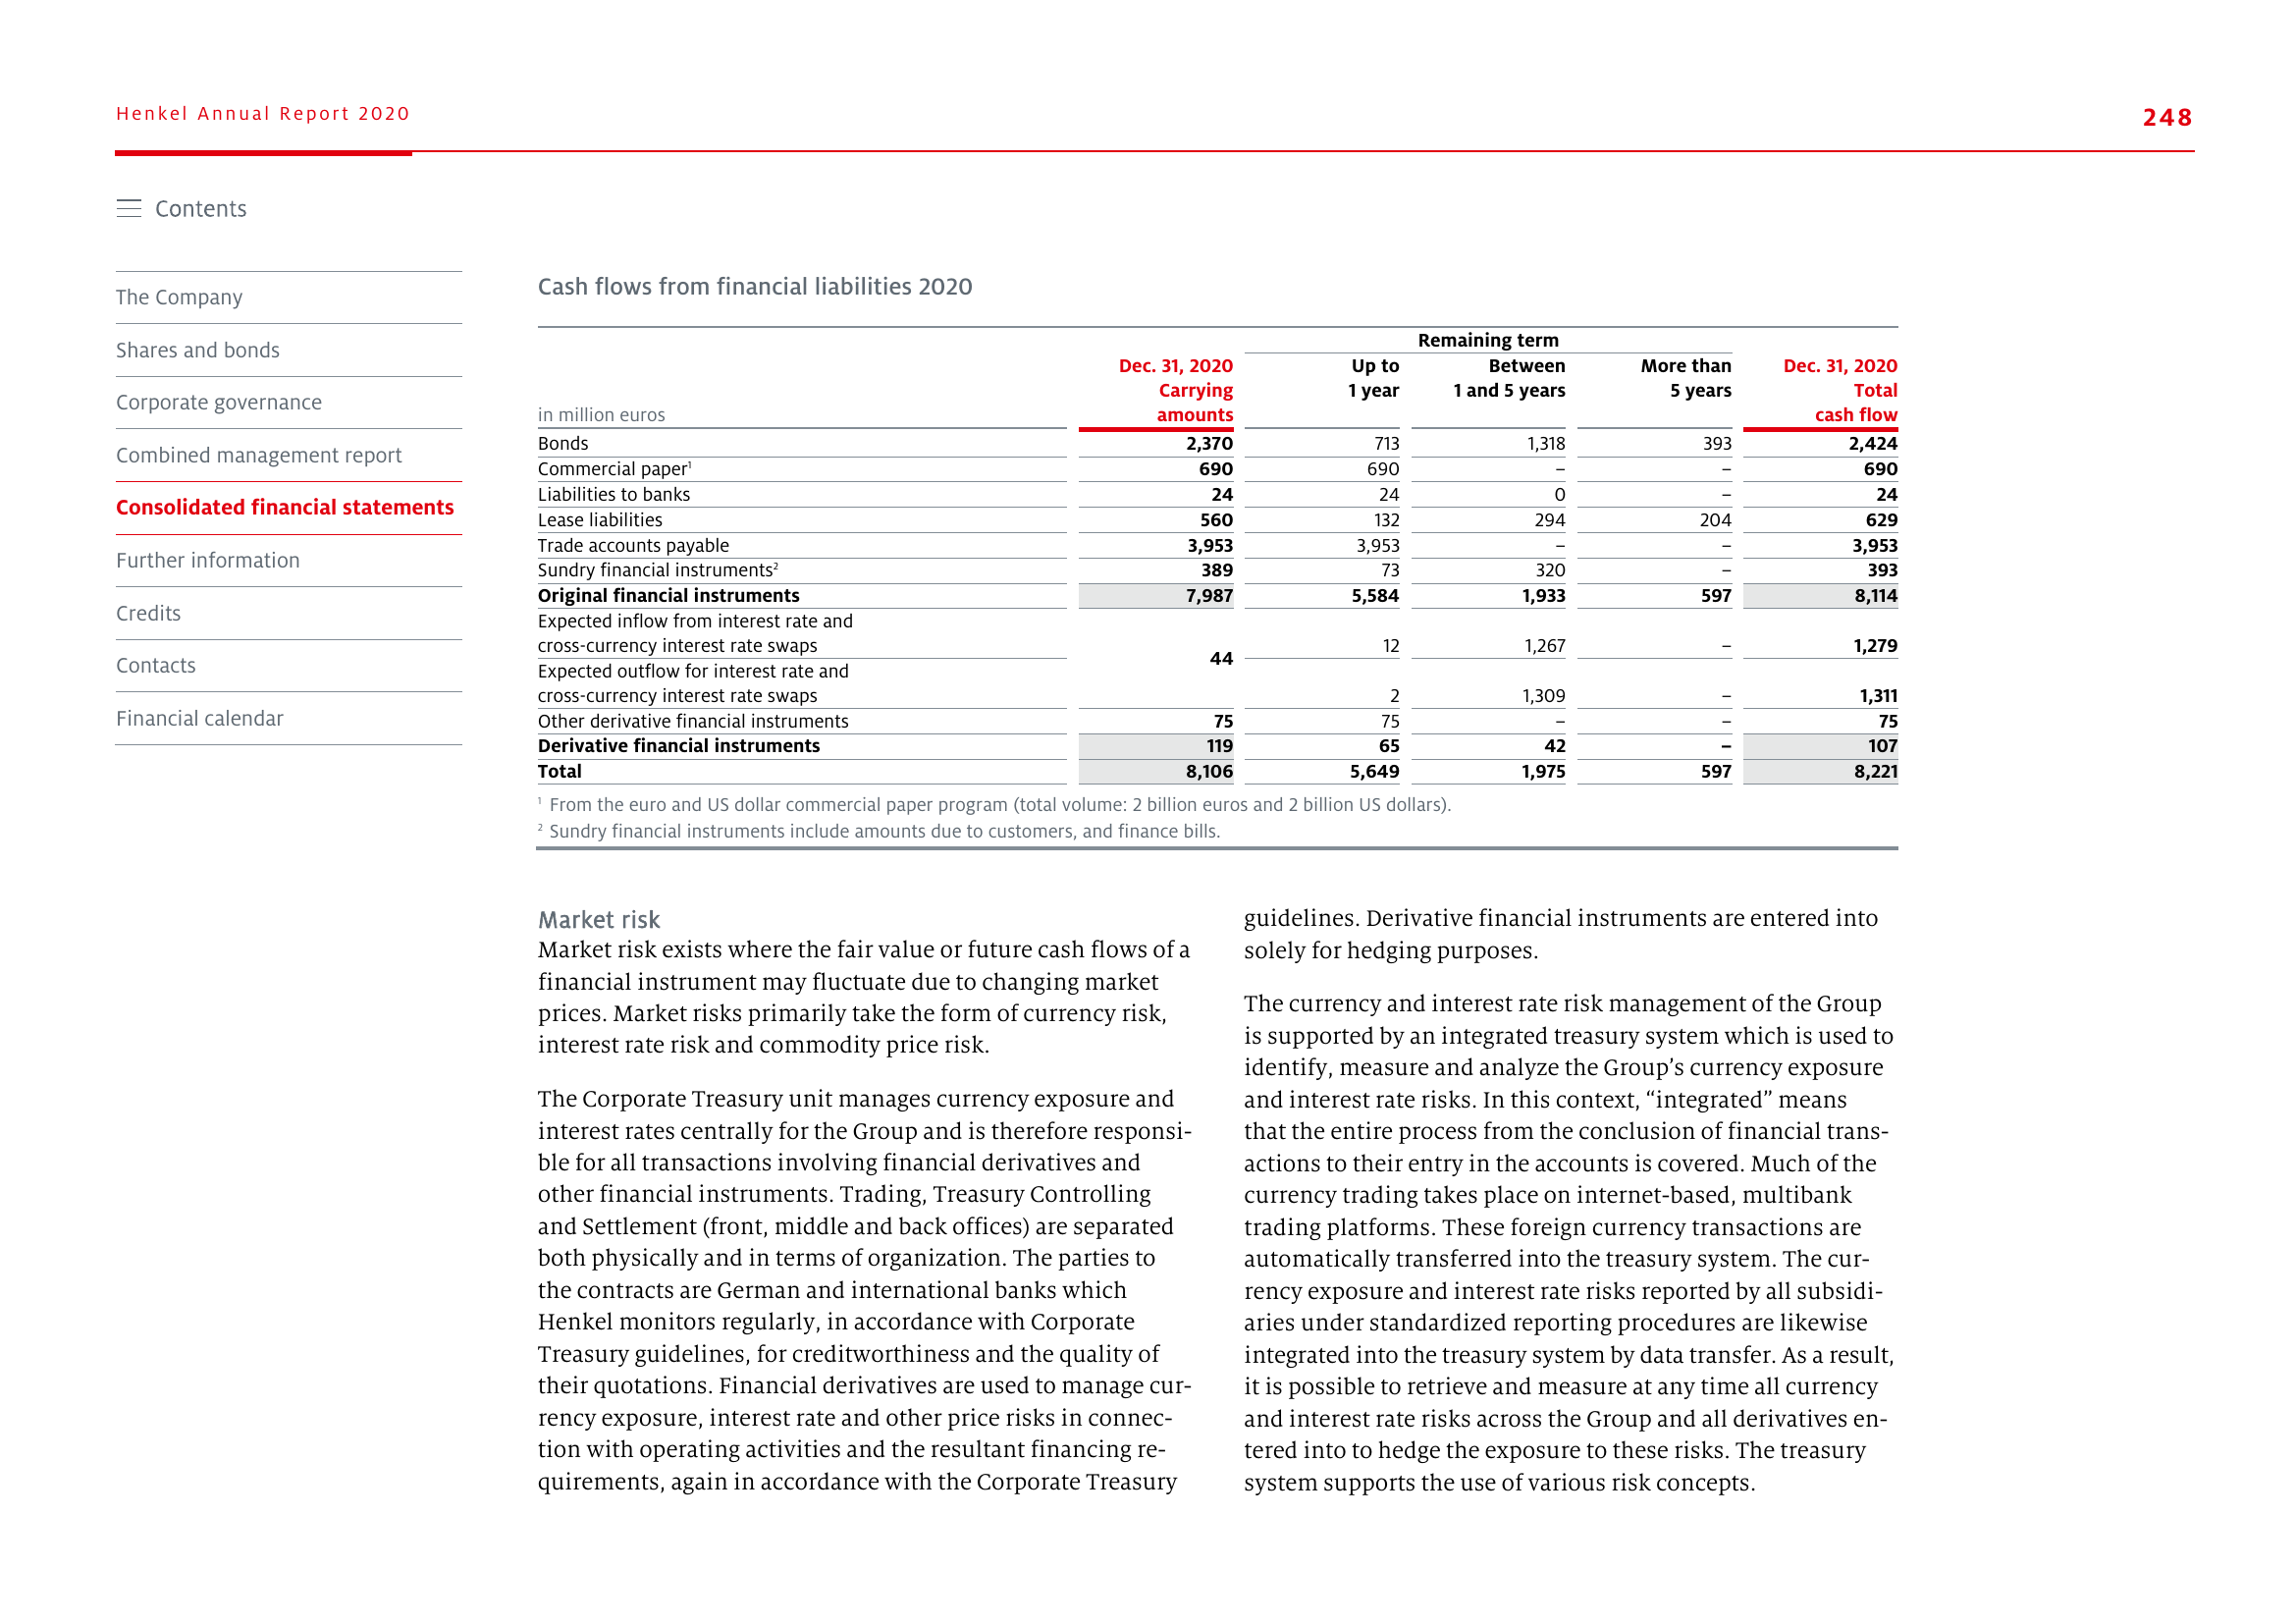 Henkel Annual Report 2020
248
Contents
The Company
Shares and bonds
Corporate governance
Combined management report
Consolidated financial statements
Further information
Credits
Contacts
Financial calendar
Cash flows from financial liabilities 2020
Remaining term
Dec. 31, 2020 Up to Between More than Dec. 31, 2020
Carrying 1 year 1 and 5 years 5 years Total
in million euros amounts cash flow
Bonds 2,370 713 1,318 393 2,424
Commercial paper¹ 690 690 – – 690
Liabilities to banks 24 24 0 – 24
Lease liabilities 560 132 294 204 629
Trade accounts payable 3,953 3,953 – – 3,953
Sundry financial instruments² 389 73 320 – 393
Original financial instruments 7,987 5,584 1,933 597 8,114
Expected inflow from interest rate and
cross-currency interest rate swaps 12 1,267 – 1,279
44
Expected outflow for interest rate and
cross-currency interest rate swaps 2 1,309 – 1,311
Other derivative financial instruments 75 75 – – 75
Derivative financial instruments 119 65 42 – 107
Total 8,106 5,649 1,975 597 8,221
¹ From the euro and US dollar commercial paper program (total volume: 2 billion euros and 2 billion US dollars).
² Sundry financial instruments include amounts due to customers, and finance bills.
Market risk
Market risk exists where the fair value or future cash flows of a
financial instrument may fluctuate due to changing market
prices. Market risks primarily take the form of currency risk,
interest rate risk and commodity price risk.
The Corporate Treasury unit manages currency exposure and
interest rates centrally for the Group and is therefore responsi-
ble for all transactions involving financial derivatives and
other financial instruments. Trading, Treasury Controlling
and Settlement (front, middle and back offices) are separated
both physically and in terms of organization. The parties to
the contracts are German and international banks which
Henkel monitors regularly, in accordance with Corporate
Treasury guidelines, for creditworthiness and the quality of
their quotations. Financial derivatives are used to manage cur-
rency exposure, interest rate and other price risks in connec-
tion with operating activities and the resultant financing re-
quirements, again in accordance with the Corporate Treasury
guidelines. Derivative financial instruments are entered into
solely for hedging purposes.
The currency and interest rate risk management of the Group
is supported by an integrated treasury system which is used to
identify, measure and analyze the Group’s currency exposure
and interest rate risks. In this context, “integrated” means
that the entire process from the conclusion of financial trans-
actions to their entry in the accounts is covered. Much of the
currency trading takes place on internet-based, multibank
trading platforms. These foreign currency transactions are
automatically transferred into the treasury system. The cur-
rency exposure and interest rate risks reported by all subsidi-
aries under standardized reporting procedures are likewise
integrated into the treasury system by data transfer. As a result,
it is possible to retrieve and measure at any time all currency
and interest rate risks across the Group and all derivatives en-
tered into to hedge the exposure to these risks. The treasury
system supports the use of various risk concepts.